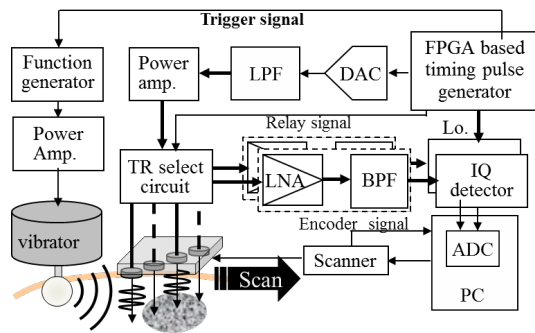 Trigger signal
Function
generator
Power
amp.
LPF
DAC
FPGA based
timing pulse
generator
Power
Amp.
Relay signal
Lo.
TR select
circuit
LNA
BPF
IQ
detector
vibrator
Encoder signal
Scanner
ADC
Scan
PC